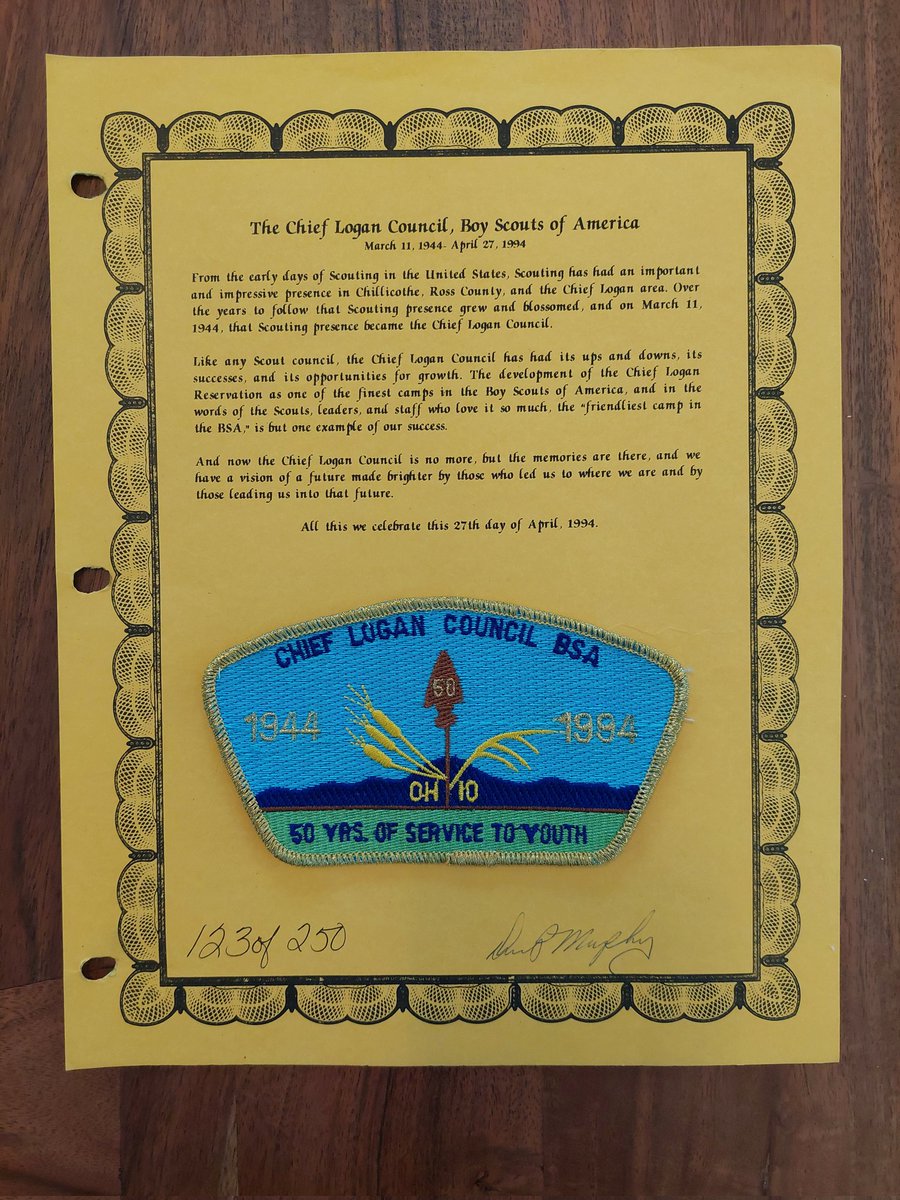 The Chief Logan Council, Boy Scouts of America
March 11, 1944- April 27, 1994
From the early days of Scouting in the United States, Scouting has had an important
and impressive presence in Chillicothe, Ross County, and the Chief Logan area. Over
the years to follow that Scouting presence grew and blossomed, and on March 11,
1944, that Scouting presence became the Chief Logan Council.
Like any Scout council, the Chief Logan Council has had its ups and downs, its
successes, and its opportunities for growth. The development of the Chief Logan
Reservation as one of the finest camps in the Boy Scouts of America, and in the
words of the Scouts, leaders, and staff who love it so much, the "friendliest camp in
the BSA," is but one example of our success.
And now the Chief Logan Council is no more, but the memories are there, and we
have a vision of a future made brighter by those who led us to where we are and by
those leading us into that future.
All this we celebrate this 27th day of April, 1994.
CHIEF LOGAN COUNCIL BSA
50
1944 1994
OHIO
50 YRS. OF SERVICE TO YOUTH
123 of 250
Murphy